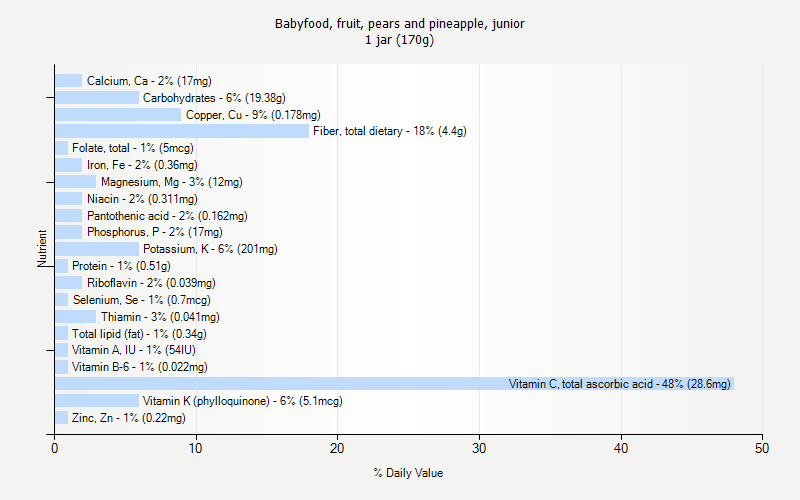 Babyfood, fruit, pears and pineapple, junior
1 jar (170g)
Calcium, Ca - 2% (17mg)
Carbohydrates - 6% (19.38g)
Copper, Cu - 9% (0.178mg)
Fiber, total dietary - 18% (4.4g)
Folate, total - 1% (5mcg)
Iron, Fe - 2% (0.36mg)
Magnesium, Mg - 3% (12mg)
Niacin - 2% (0.311mg)
Pantothenic acid - 2% (0.162mg)
Phosphorus, P - 2% (17mg)
Potassium, K - 6% (201mg)
Protein - 1% (0.51g)
Riboflavin - 2% (0.039mg)
Selenium, Se - 1% (0.7mcg)
Thiamin - 3% (0.041mg)
Total lipid (fat) - 1% (0.34g)
Vitamin A, IU - 1% (54IU)
Vitamin B-6 - 1% (0.022mg)
Vitamin C, total ascorbic acid - 48% (28.6mg)
Vitamin K (phylloquinone) - 6% (5.1mcg)
Zinc, Zn - 1% (0.22mg)
Nutrient
0 10 20 30 40 50
% Daily Value